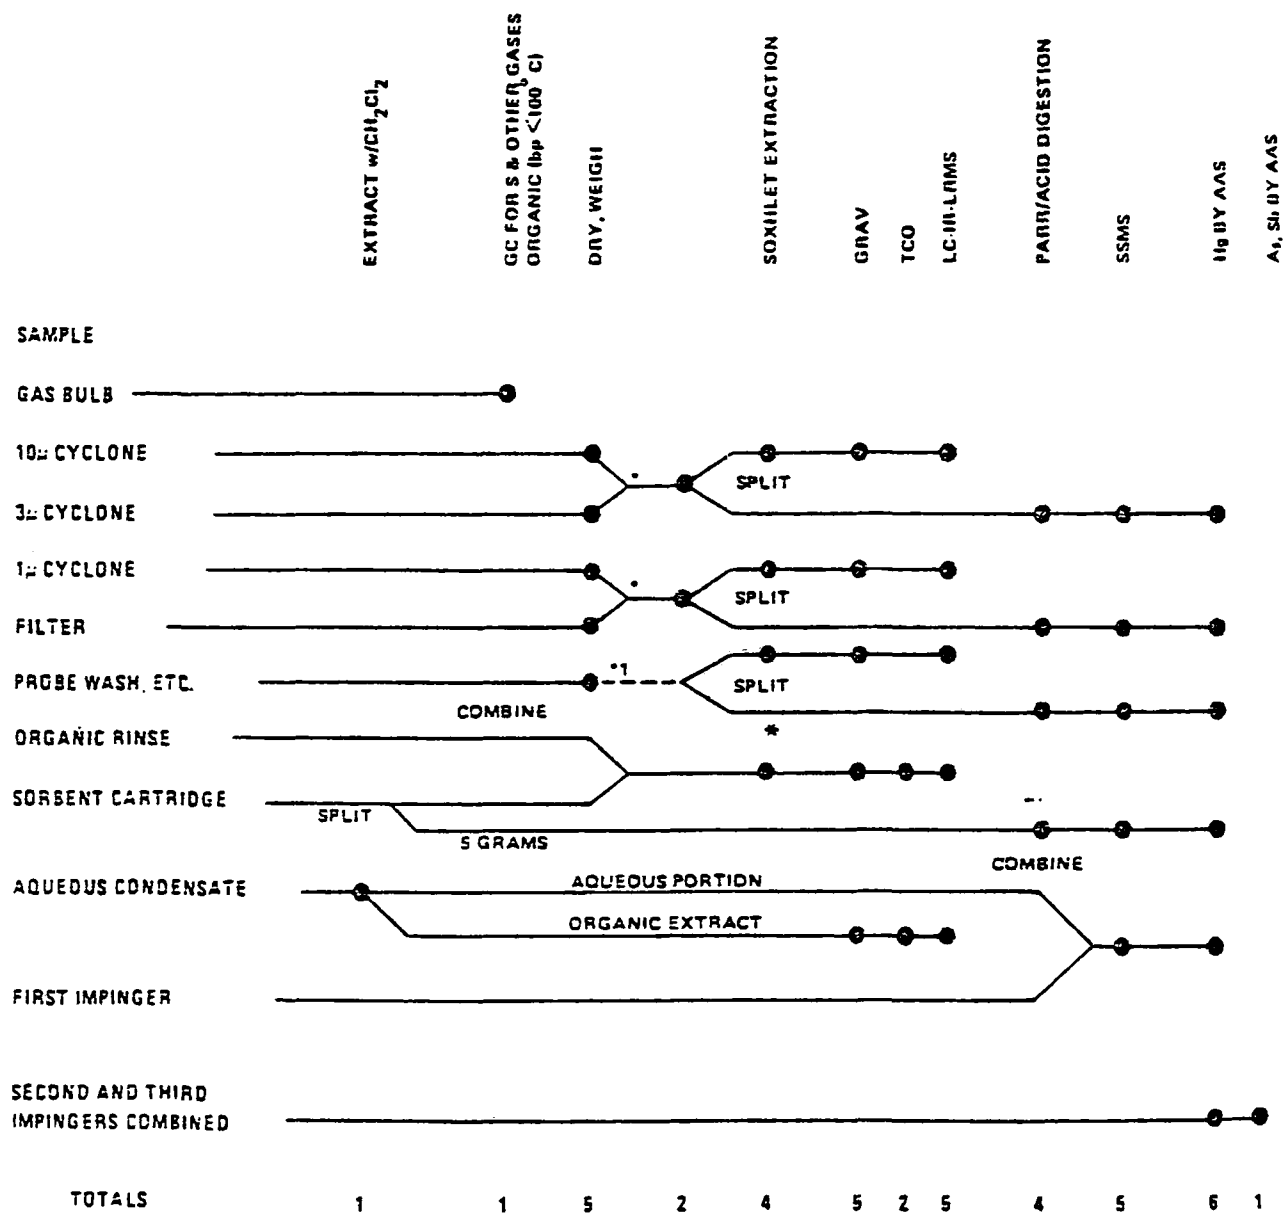 EXTRACT w/CH2Cl2
GC FOR S & OTHER GASES
ORGANIC (bp <100° C)
DRY, WEIGH
SOXHLET EXTRACTION
GRAV
TCO
LC-IR-LRMS
PARR/ACID DIGESTION
SSMS
Hg BY AAS
As, Sb BY AAS
SAMPLE
GAS BULB
10μ CYCLONE
SPLIT
3μ CYCLONE
1μ CYCLONE
SPLIT
FILTER
PROBE WASH, ETC.
*1
SPLIT
COMBINE
ORGANIC RINSE
*
SORBENT CARTRIDGE
SPLIT
5 GRAMS
COMBINE
AQUEOUS CONDENSATE
AQUEOUS PORTION
ORGANIC EXTRACT
FIRST IMPINGER
SECOND AND THIRD
IMPINGERS COMBINED
TOTALS 1 1 5 2 4 5 2 5 4 5 6 1